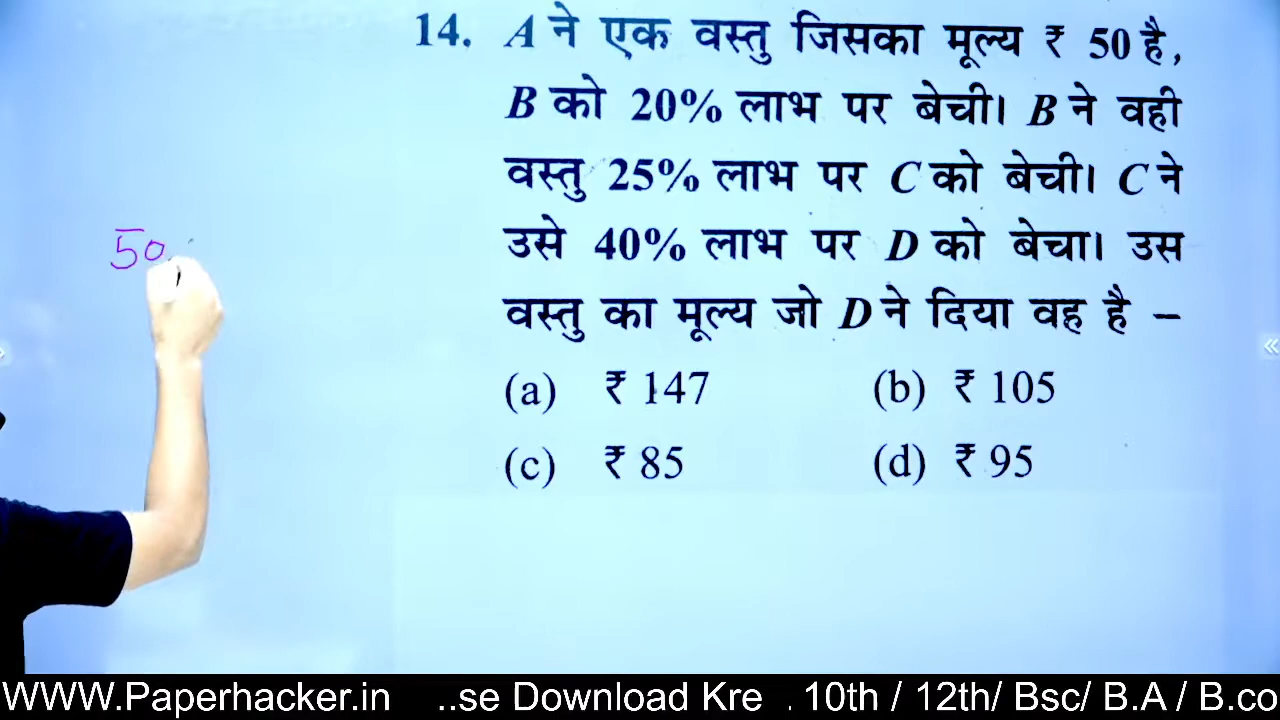 14. A ने एक वस्तु जिसका मूल्य ₹ 50 है,
B को 20% लाभ पर बेची। B ने वही
वस्तु 25% लाभ पर C को बेची। C ने
उसे 40% लाभ पर D को बेचा। उस
वस्तु का मूल्य जो D ने दिया वह है –
(a) ₹ 147 (b) ₹ 105
(c) ₹ 85 (d) ₹ 95
50
WWW.Paperhacker.in ..se Download Kre . 10th / 12th/ Bsc/ B.A / B.co